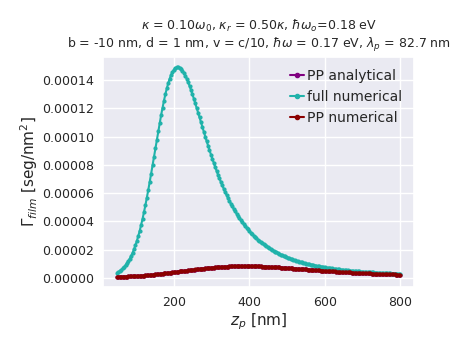 κ = 0.10ω₀, κᵣ = 0.50κ, ħωₒ=0.18 eV
b = -10 nm, d = 1 nm, v = c/10, ħω = 0.17 eV, λₚ = 82.7 nm
PP analytical
full numerical
PP numerical
0.00014
0.00012
0.00010
0.00008
0.00006
0.00004
0.00002
0.00000
Γ_film [seg/nm²]
200 400 600 800
zₚ [nm]